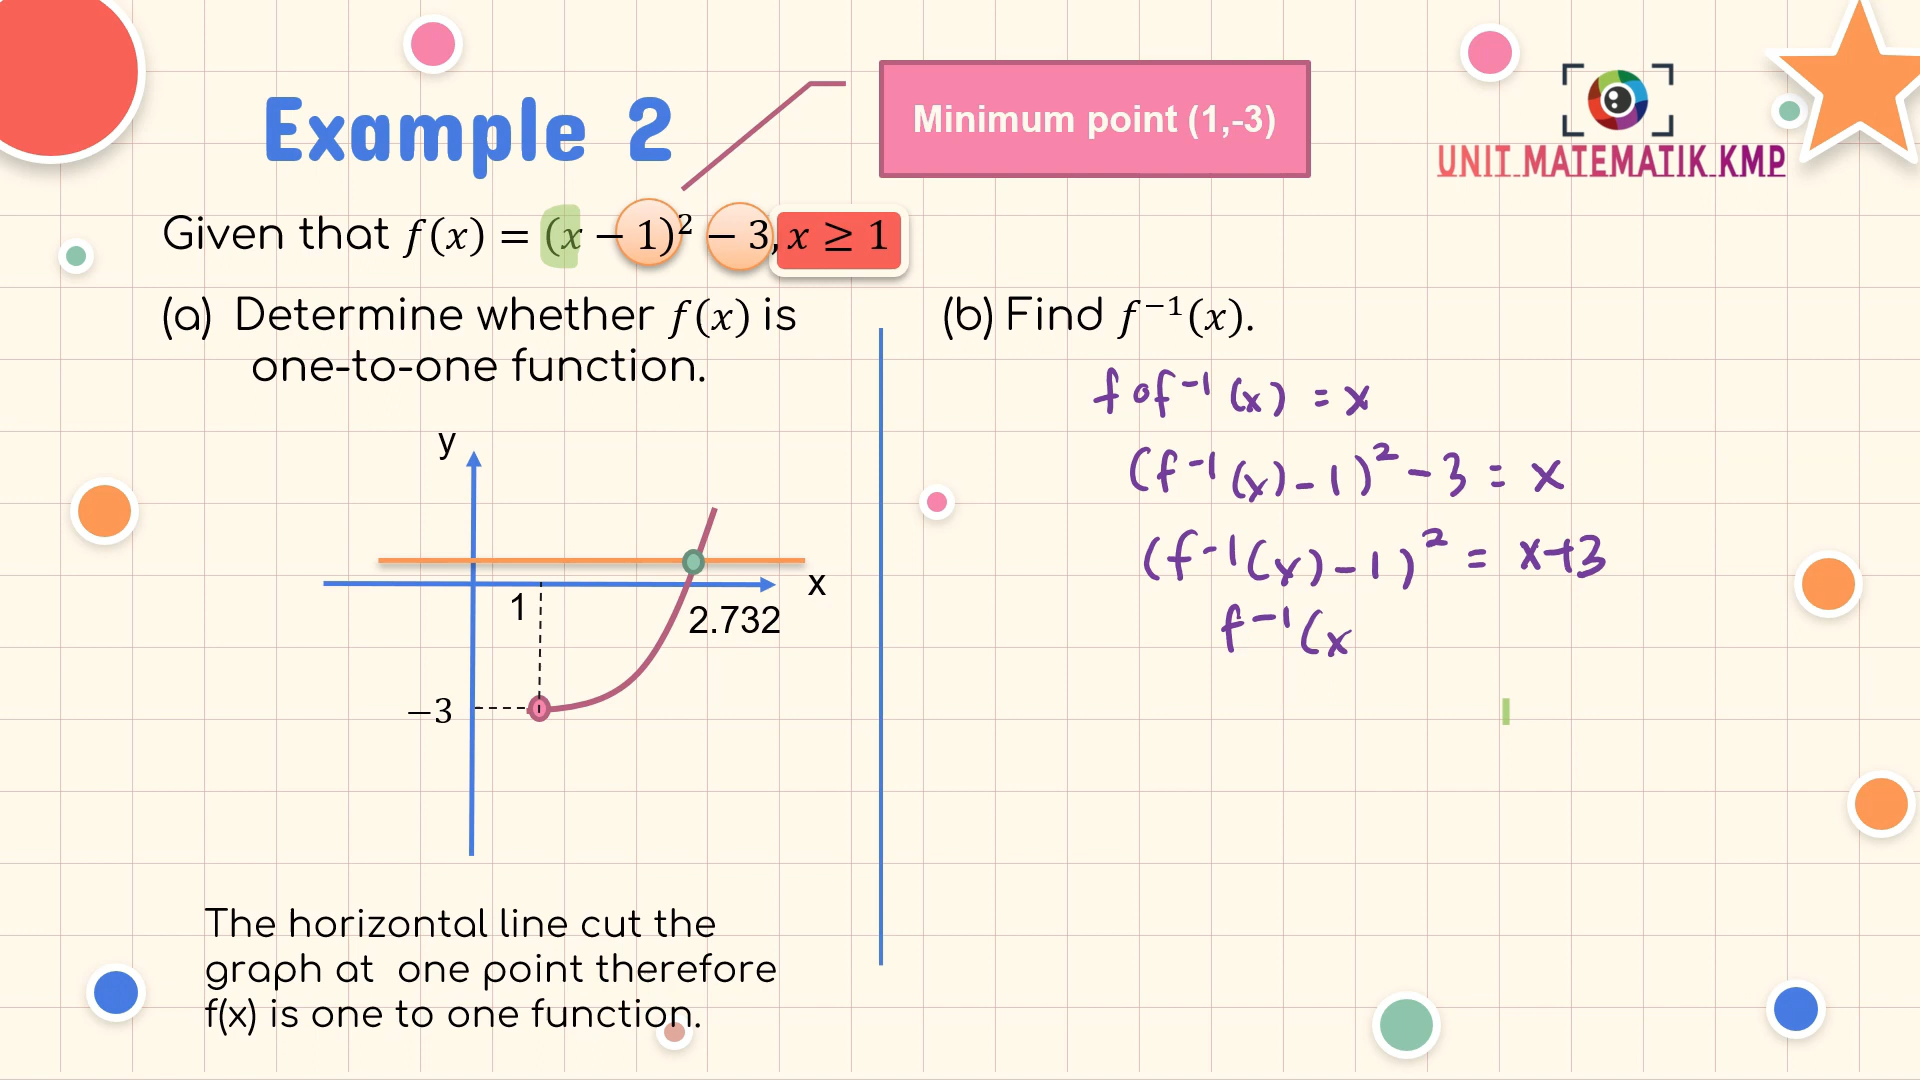 Example 2
Minimum point (1,-3)
UNIT.MATEMATIK.KMP
Given that f(x) = (x − 1)² − 3, x ≥ 1
(a) Determine whether f(x) is
one-to-one function.
y
x
1
2.732
−3
The horizontal line cut the
graph at one point therefore
f(x) is one to one function.
(b) Find f⁻¹(x).
f o f⁻¹ (x) = x
(f⁻¹(x) - 1)² - 3 = x
(f⁻¹(x) - 1)² = x+3
f⁻¹(x